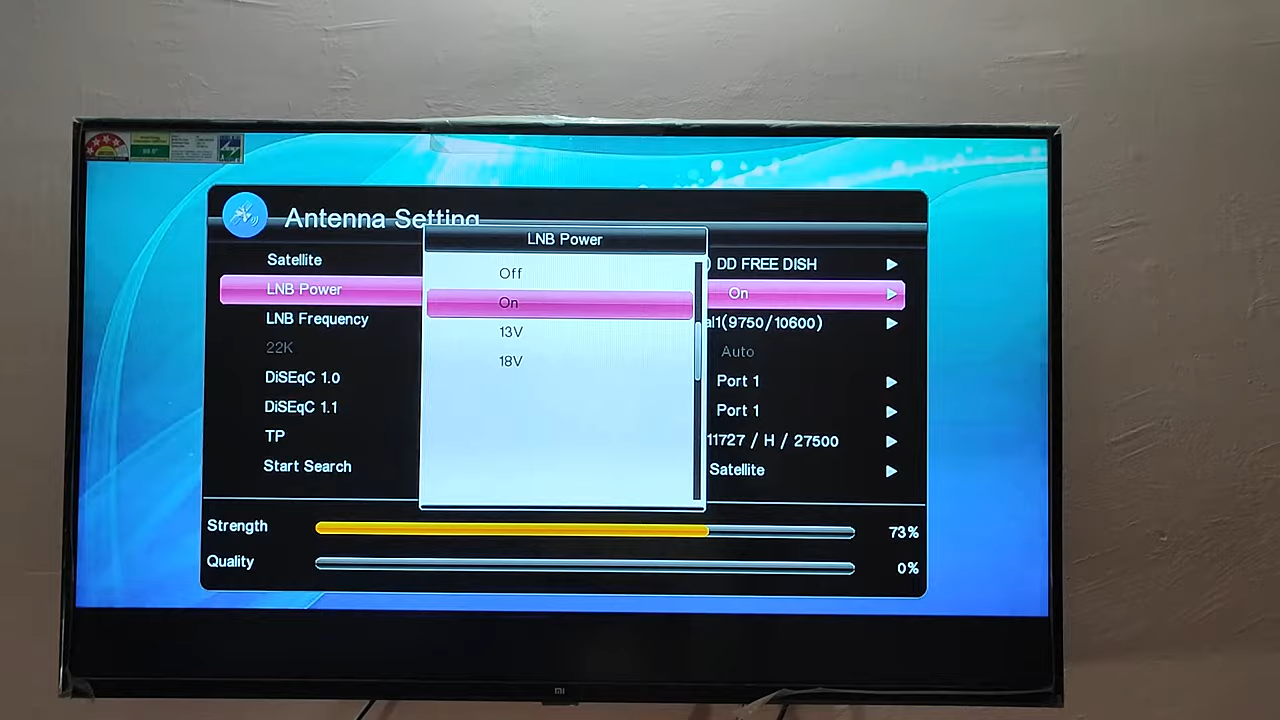 Antenna Setting
LNB Power
Satellite
) DD FREE DISH
LNB Power
On
LNB Frequency
al1(9750/10600)
22K
Auto
DiSEqC 1.0
Port 1
DiSEqC 1.1
Port 1
TP
11727 / H / 27500
Start Search
Satellite
Off
On
13V
18V
Strength
73%
Quality
0%
mi